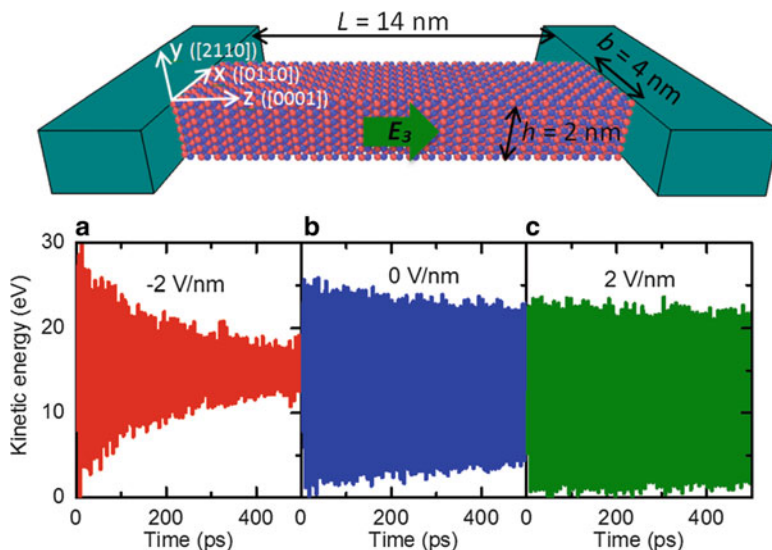 L = 14 nm
y ([2110])
x ([0110])
z ([0001])
b = 4 nm
E3
h = 2 nm
a b c
30
20
10
0
Kinetic energy (eV)
-2 V/nm
0 V/nm
2 V/nm
0 200 400 0 200 400 0 200 400
Time (ps) Time (ps) Time (ps)